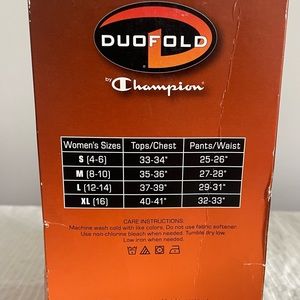 DUOFOLD
by Champion
Women's Sizes Tops/Chest Pants/Waist
S (4-6) 33-34" 25-26"
M (8-10) 35-36" 27-28"
L (12-14) 37-39" 29-31"
XL (16) 40-41" 32-33"
CARE INSTRUCTIONS:
Machine wash cold with like colors. Do not use fabric softener.
Use non-chlorine bleach when needed. Tumble dry low.
Low iron when needed.